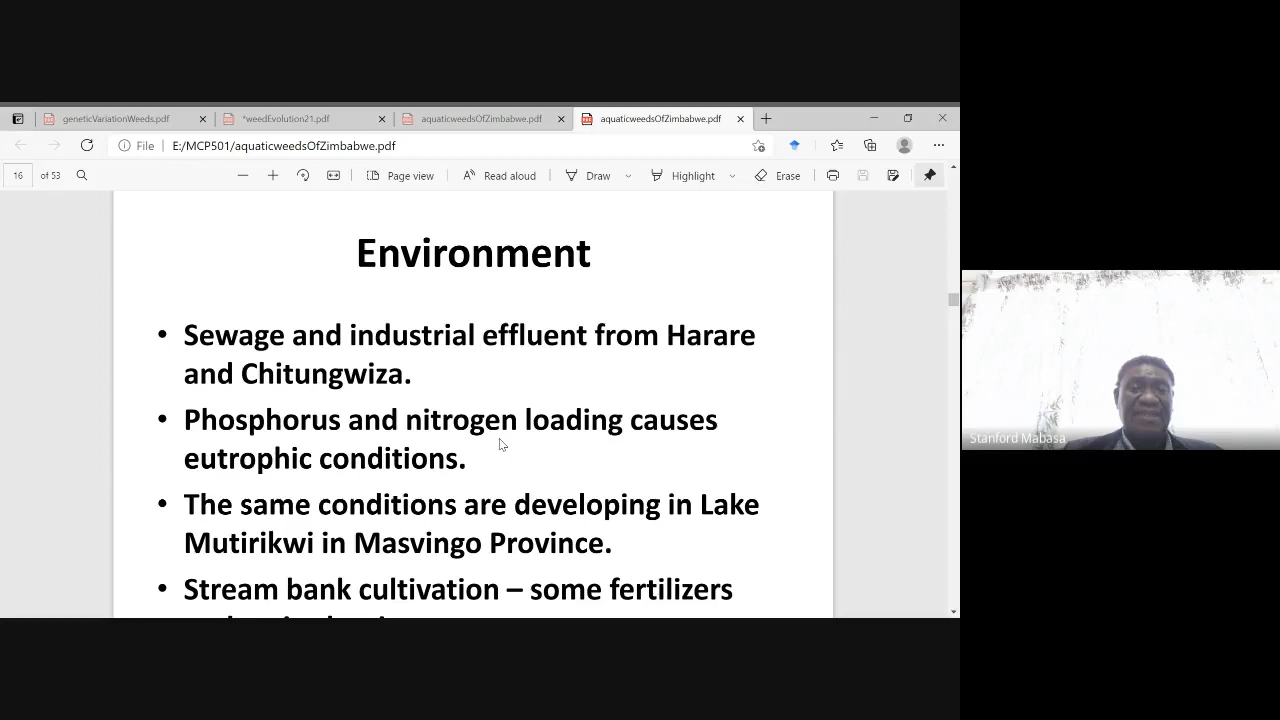 geneticVariationWeeds.pdf
*weedEvolution21.pdf
aquaticweedsOfZimbabwe.pdf
aquaticweedsOfZimbabwe.pdf
File E:/MCP501/aquaticweedsOfZimbabwe.pdf
16 of 53 Page view Read aloud Draw Highlight Erase
Environment
• Sewage and industrial effluent from Harare
and Chitungwiza.
• Phosphorus and nitrogen loading causes
eutrophic conditions.
• The same conditions are developing in Lake
Mutirikwi in Masvingo Province.
• Stream bank cultivation – some fertilizers
Stanford Mabasa